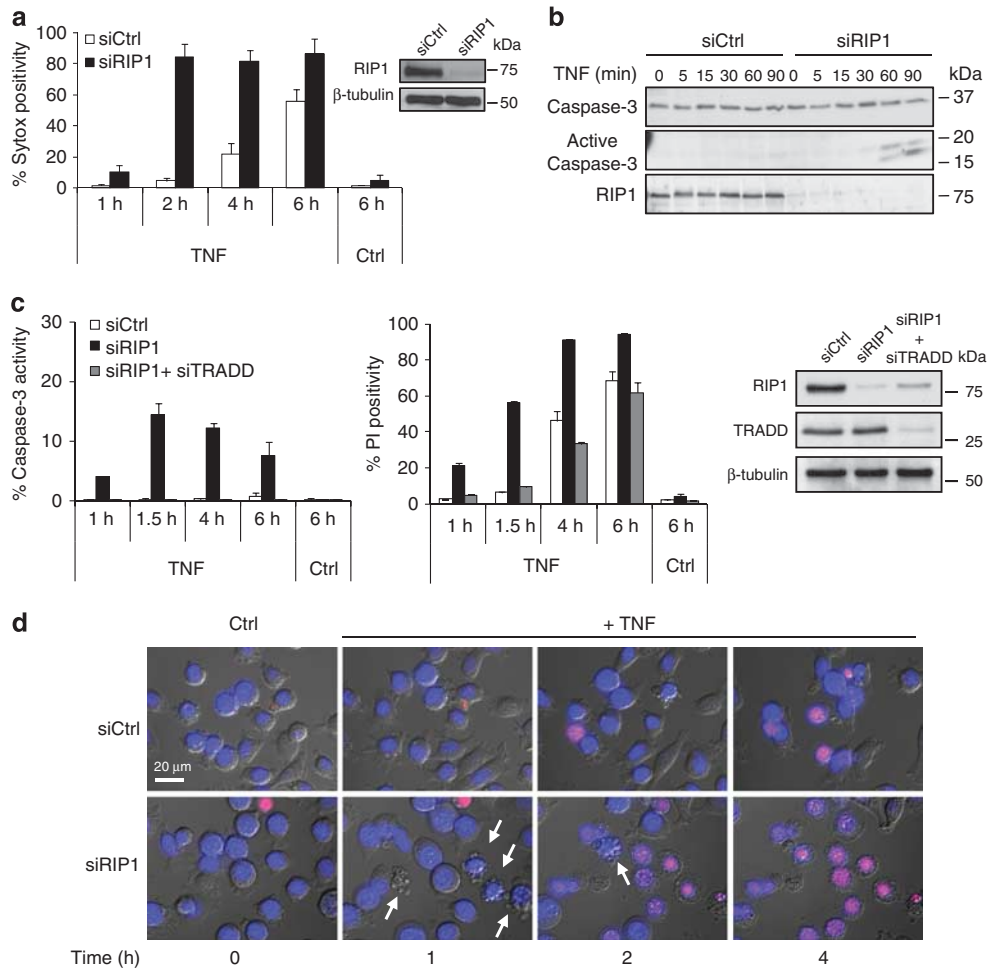 a
% Sytox positivity
100
80
60
40
20
0
siCtrl
siRIP1
1 h 2 h 4 h 6 h 6 h
TNF Ctrl
siCtrl siRIP1 kDa
RIP1 75
β-tubulin 50
b
siCtrl siRIP1
TNF (min) 0 5 15 30 60 90 0 5 15 30 60 90 kDa
Caspase-3 37
Active Caspase-3 20
15
RIP1 75
c
% Caspase-3 activity
30
20
10
0
siCtrl
siRIP1
siRIP1+ siTRADD
1 h 1.5 h 4 h 6 h 6 h
TNF Ctrl
% PI positivity
100
80
60
40
20
0
1 h 1.5 h 4 h 6 h 6 h
TNF Ctrl
siCtrl siRIP1 siRIP1 + siTRADD kDa
RIP1 75
TRADD 25
β-tubulin 50
d
Ctrl + TNF
siCtrl
20 μm
siRIP1
Time (h) 0 1 2 4